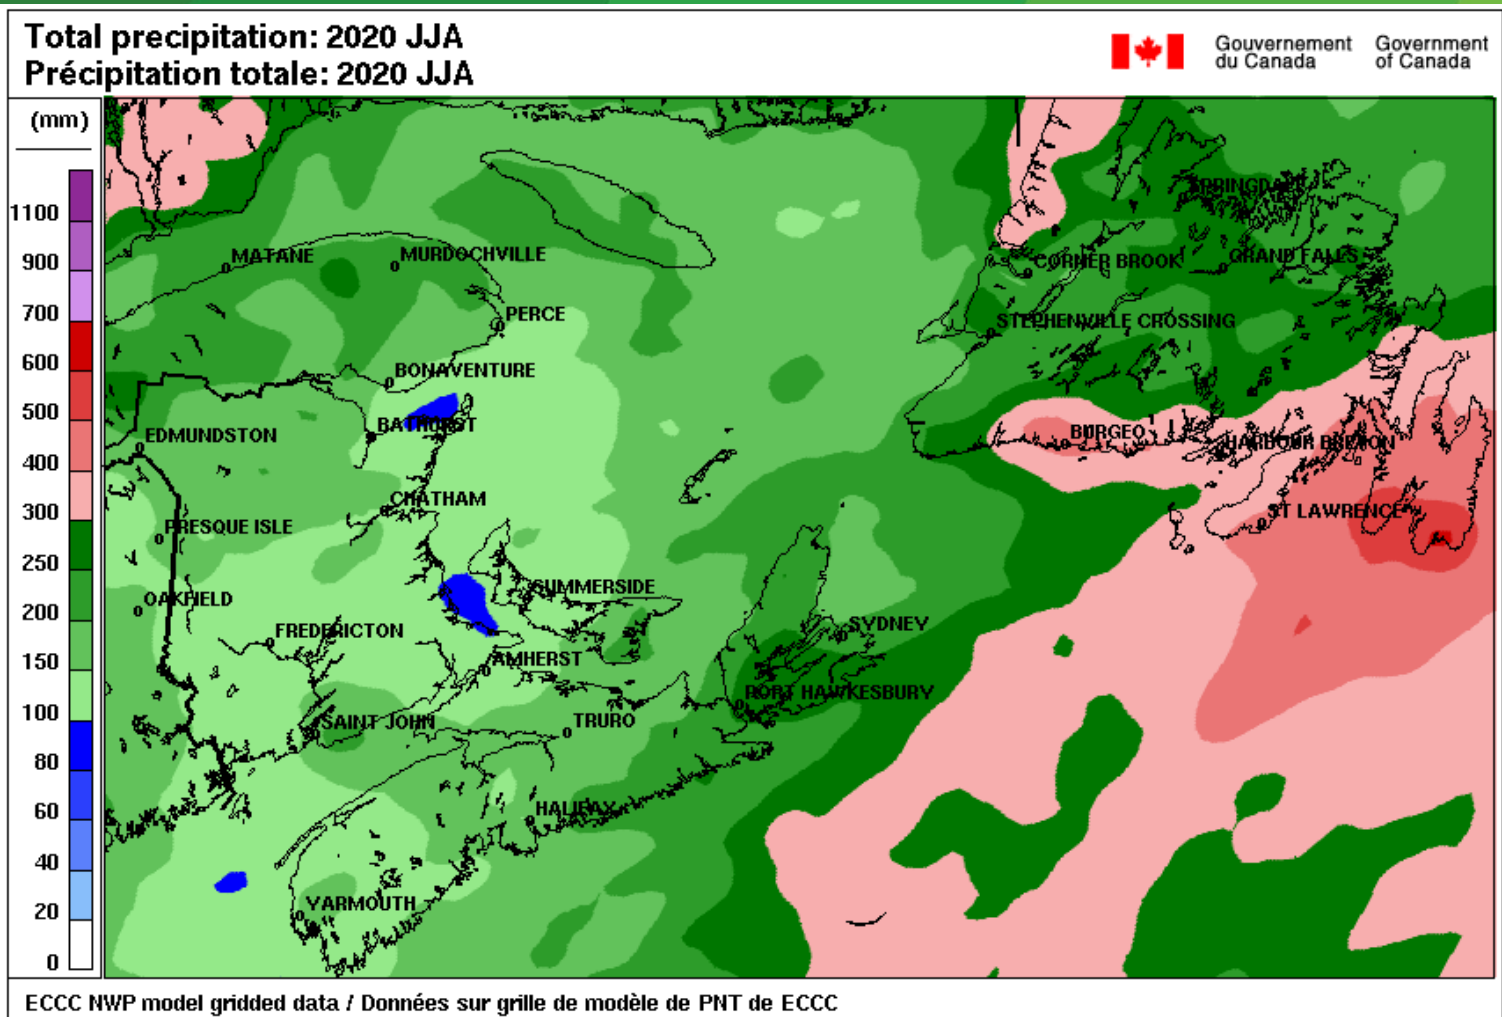 Total precipitation: 2020 JJA
Précipitation totale: 2020 JJA
Gouvernement du Canada
Government of Canada
(mm)
1100
900
700
600
500
400
300
250
200
150
100
80
60
40
20
0
SPRINGDALE
MATANE
MURDOCHVILLE
CORNER BROOK
GRAND FALLS
PERCE
STEPHENVILLE CROSSING
BONAVENTURE
BATHURST
BURGEO
EDMUNDSTON
HARBOUR BRETON
CHATHAM
ST LAWRENCE
PRESQUE ISLE
SUMMERSIDE
OAKFIELD
FREDERICTON
SYDNEY
AMHERST
PORT HAWKESBURY
SAINT JOHN
TRURO
HALIFAX
YARMOUTH
ECCC NWP model gridded data / Données sur grille de modèle de PNT de ECCC